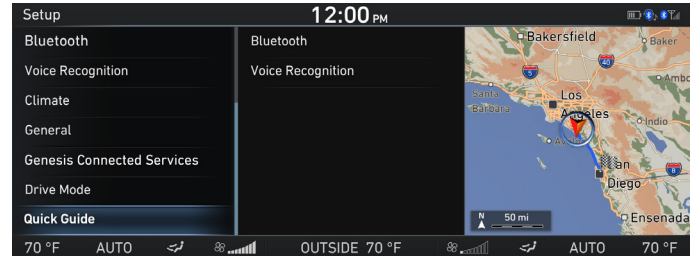 Setup
12:00 PM
Bluetooth
Voice Recognition
Climate
General
Genesis Connected Services
Drive Mode
Quick Guide
Bluetooth
Voice Recognition
Bakersfield
Baker
40
5
Ambo
Santa
Barbara
Los
Angeles
Indio
San
Diego
8
N
50 mi
Ensenada
70 °F AUTO OUTSIDE 70 °F AUTO 70 °F